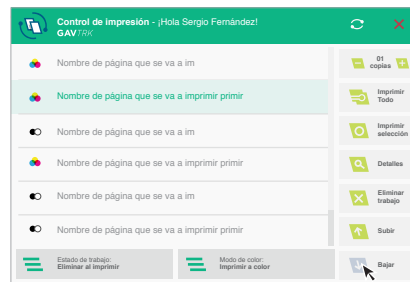 Control de impresión - ¡Hola Sergio Fernández!
GAVTRK
Nombre de página que se va a im
Nombre de página que se va a imprimir primir
Nombre de página que se va a im
Nombre de página que se va a imprimir primir
Nombre de página que se va a im
Nombre de página que se va a imprimir primir
01
copias
Imprimir
Todo
Imprimir
selección
Detalles
Eliminar
trabajo
Subir
Bajar
Estado de trabajo:
Eliminar al imprimir
Modo de color:
Imprimir a color